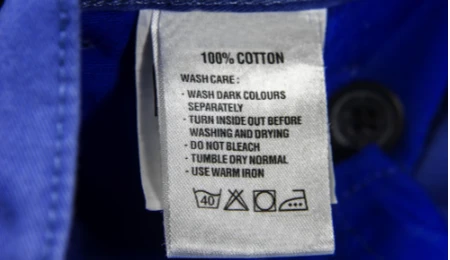 100% COTTON
WASH CARE :
- WASH DARK COLOURS
SEPARATELY
- TURN INSIDE OUT BEFORE
WASHING AND DRYING
- DO NOT BLEACH
- TUMBLE DRY NORMAL
- USE WARM IRON
40